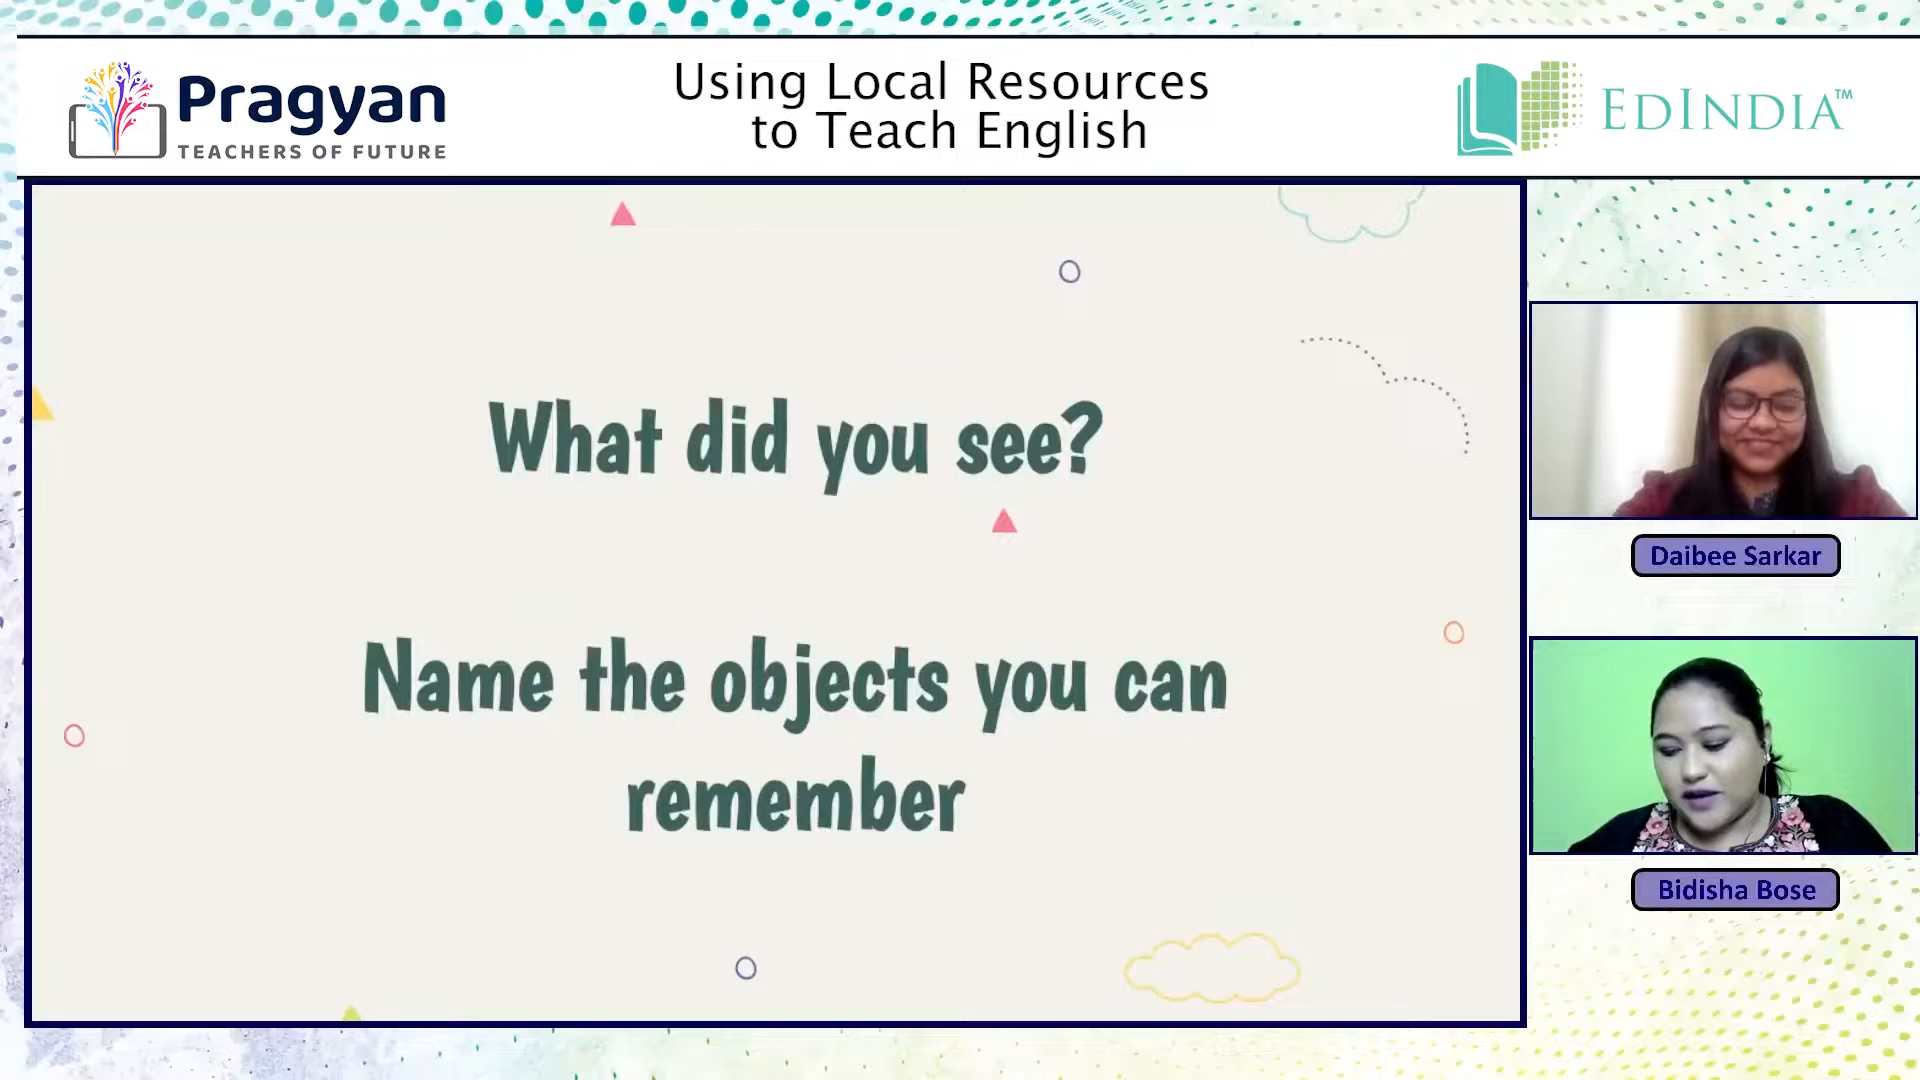 Pragyan
TEACHERS OF FUTURE
Using Local Resources
to Teach English
EDINDIA™
What did you see?
Name the objects you can
remember
Daibee Sarkar
Bidisha Bose